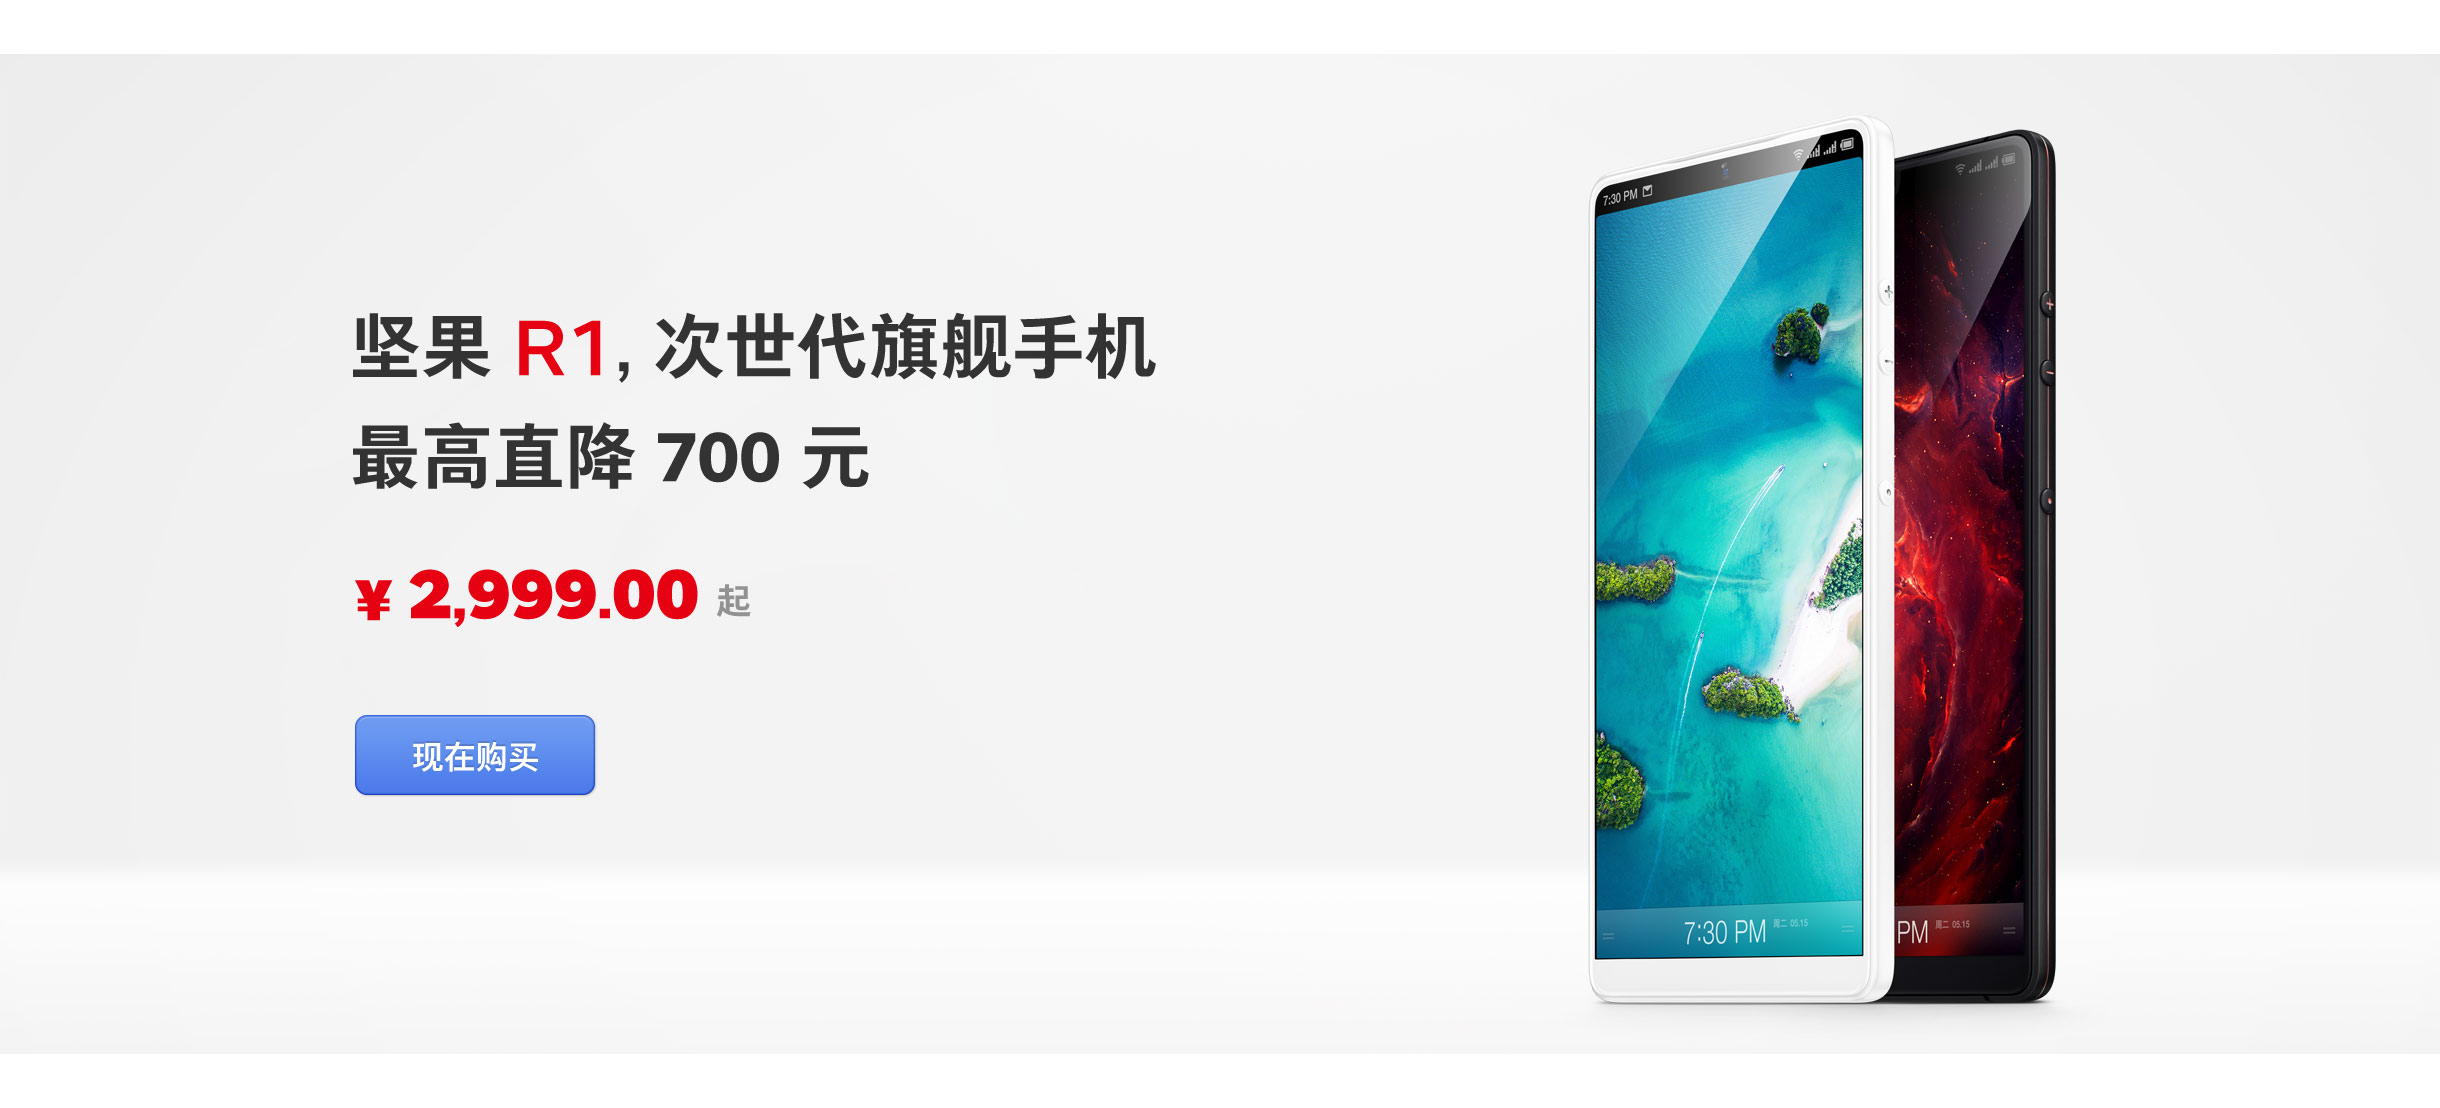 坚果 R1, 次世代旗舰手机
最高直降 700 元
¥ 2,999.00 起
现在购买
7:30 PM
7:30 PM 周二 05.15
PM 周二 05.15